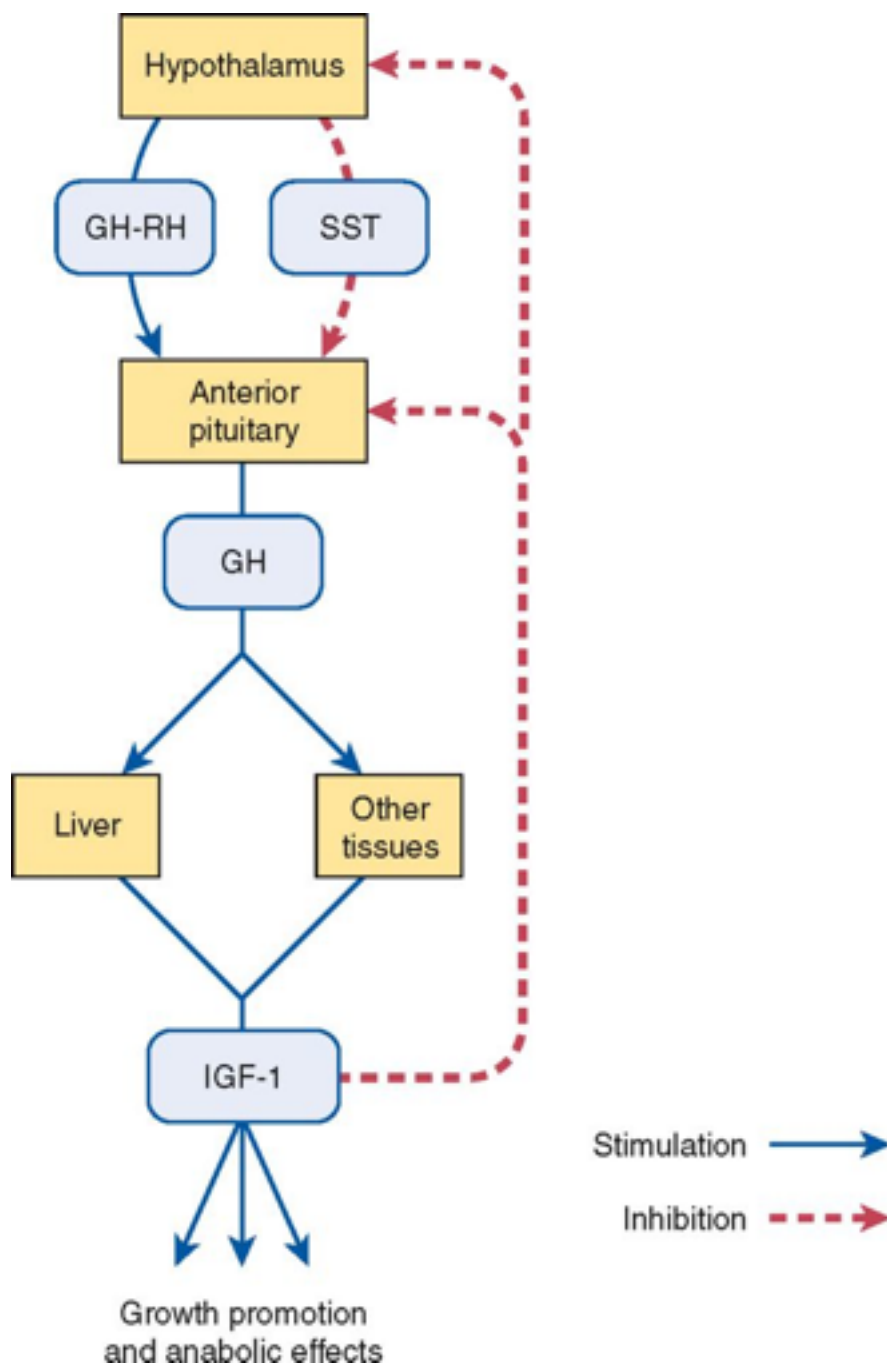 Hypothalamus
GH-RH
SST
Anterior
pituitary
GH
Liver
Other
tissues
IGF-1
Stimulation
Inhibition
Growth promotion
and anabolic effects